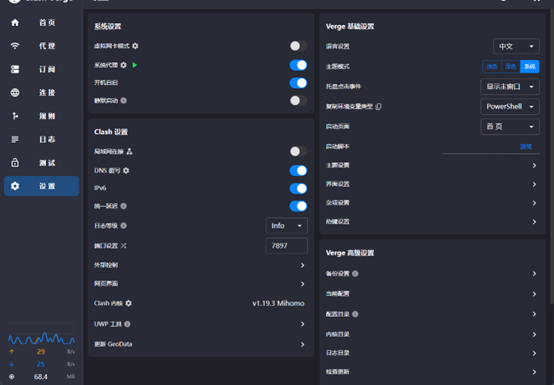 首 页
代 理
订 阅
连 接
规 则
日 志
测 试
设 置
29 B/s
25 B/s
68.4 MB
系统设置
虚拟网卡模式
系统代理
开机自启
静默启动
Clash 设置
局域网连接
DNS 覆写
IPv6
统一延迟
日志等级 Info
端口设置 7897
外部控制
网页界面
Clash 内核 v1.19.3 Mihomo
UWP 工具
更新 GeoData
Verge 基础设置
语言设置 中文
主题模式 浅色 深色 系统
托盘点击事件 显示主窗口
复制环境变量类型 PowerShell
启动页面 首 页
启动脚本 浏览
主题设置
界面设置
杂项设置
热键设置
Verge 高级设置
备份设置
当前配置
配置目录
内核目录
日志目录
检查更新